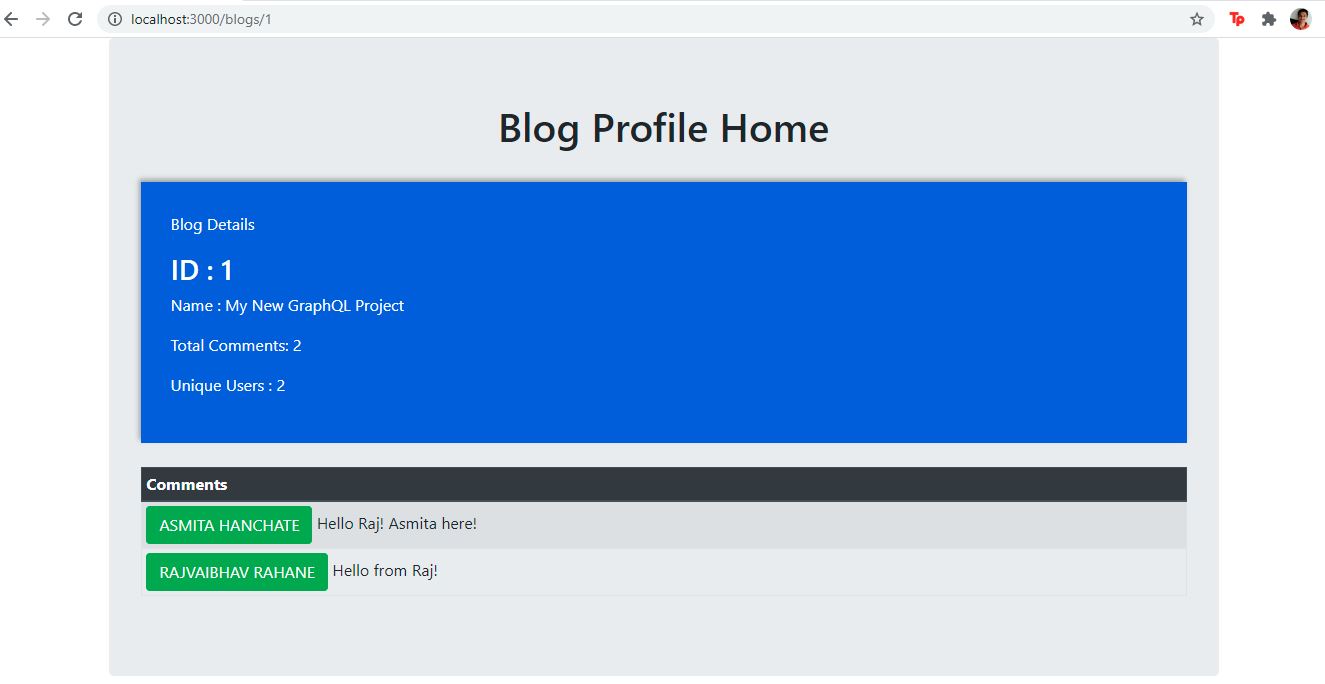 localhost:3000/blogs/1
Tp
Blog Profile Home
Blog Details
ID : 1
Name : My New GraphQL Project
Total Comments: 2
Unique Users : 2
Comments
ASMITA HANCHATE Hello Raj! Asmita here!
RAJVAIBHAV RAHANE Hello from Raj!